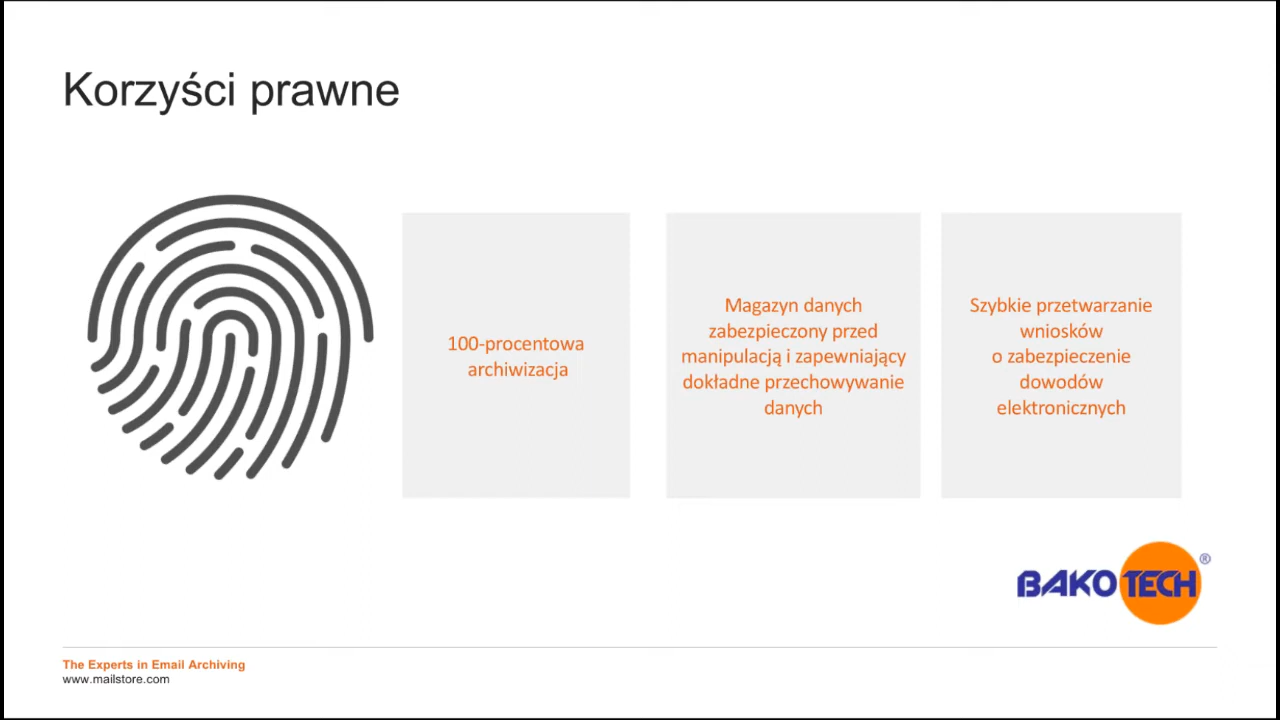 Korzyści prawne
100-procentowa
archiwizacja
Magazyn danych
zabezpieczony przed
manipulacją i zapewniający
dokładne przechowywanie
danych
Szybkie przetwarzanie
wniosków
o zabezpieczenie
dowodów
elektronicznych
BAKOTECH®
The Experts in Email Archiving
www.mailstore.com